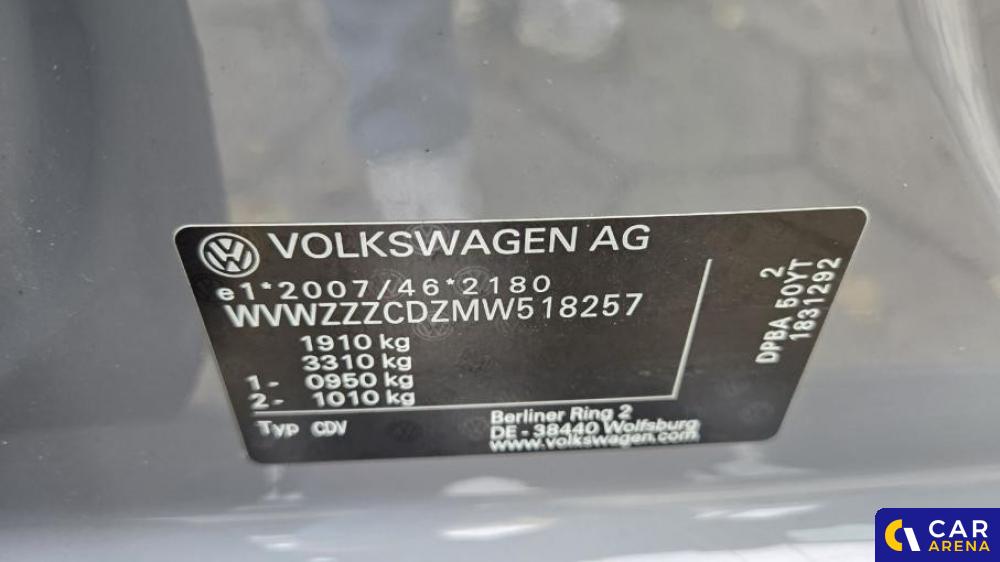 VOLKSWAGEN AG
e1*2007/46*2180
WVWZZZCDZMW518257
1910 kg
3310 kg
1- 0950 kg
2- 1010 kg
Typ CDV
Berliner Ring 2
DE-38440 Wolfsburg
www.volkswagen.com
2
DPBA 50YT
1831292
CAR
ARENA